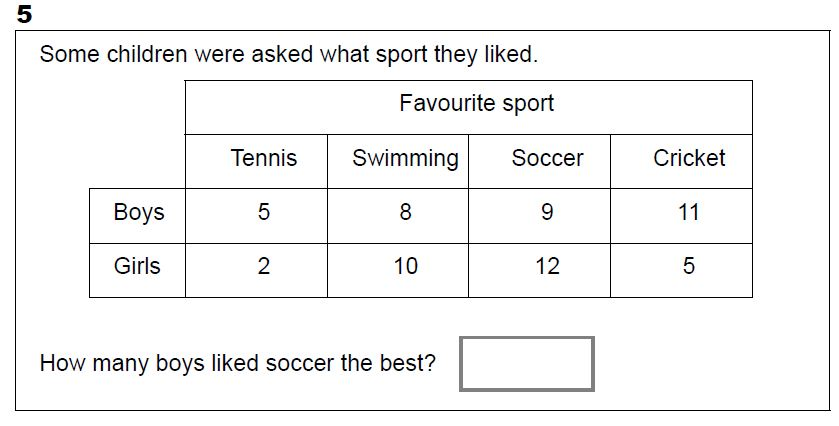 5
Some children were asked what sport they liked.
Favourite sport
Tennis Swimming Soccer Cricket
Boys 5 8 9 11
Girls 2 10 12 5
How many boys liked soccer the best?